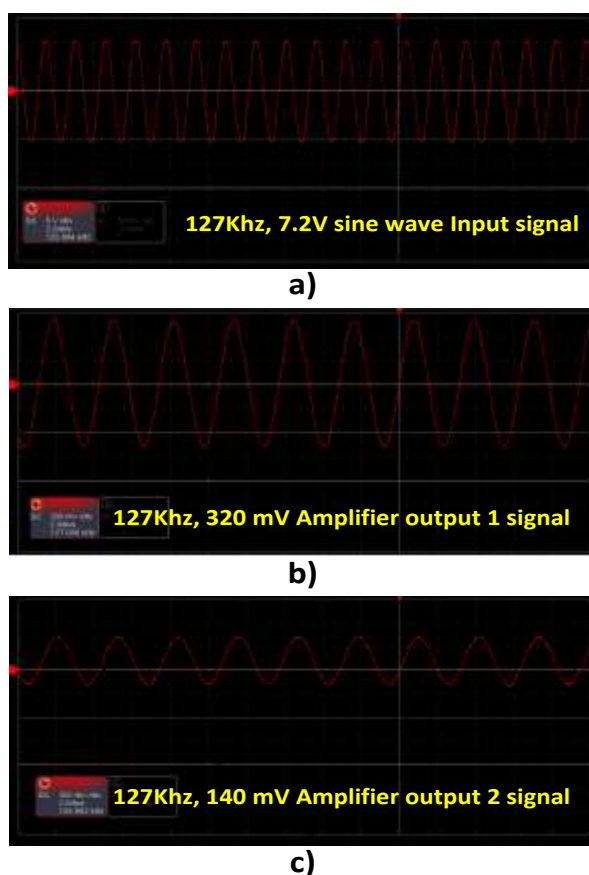 127Khz, 7.2V sine wave Input signal
a)
127Khz, 320 mV Amplifier output 1 signal
b)
127Khz, 140 mV Amplifier output 2 signal
c)